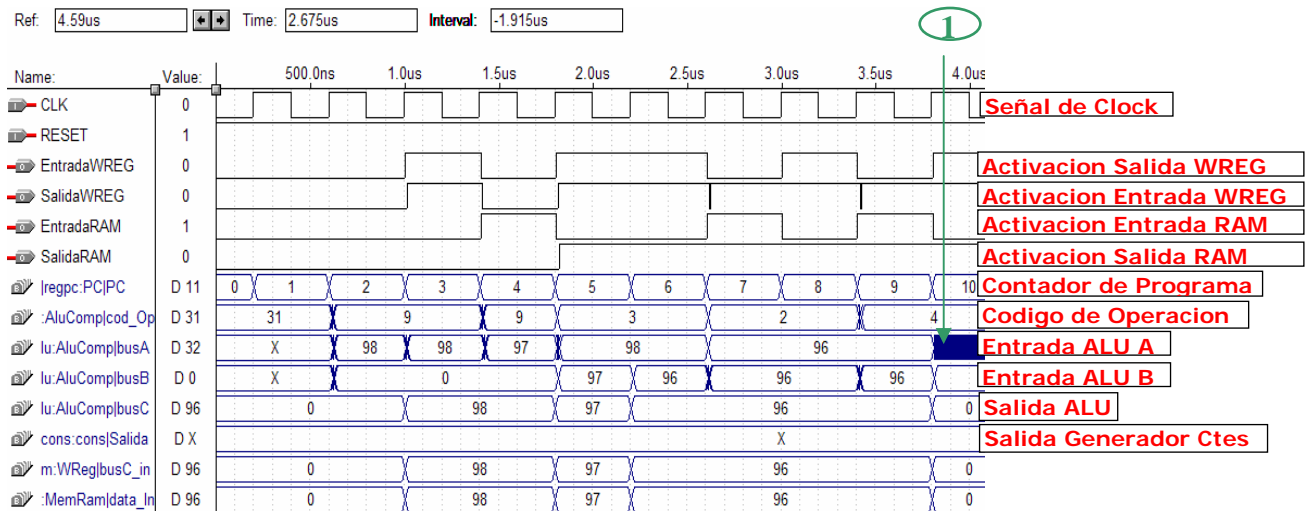 Ref: 4.59us Time: 2.675us Interval: -1.915us
1
Name: Value: 500.0ns 1.0us 1.5us 2.0us 2.5us 3.0us 3.5us 4.0us
CLK 0 Señal de Clock
RESET 1
EntradaWREG 0 Activacion Salida WREG
SalidaWREG 0 Activacion Entrada WREG
EntradaRAM 1 Activacion Entrada RAM
SalidaRAM 0 Activacion Salida RAM
|regpc:PC|PC D 11 0 1 2 3 4 5 6 7 8 9 10 Contador de Programa
:AluComp|cod_Op D 31 31 9 9 3 2 4 Codigo de Operacion
lu:AluComp|busA D 32 X 98 98 97 98 96 Entrada ALU A
lu:AluComp|busB D 0 X 0 97 96 96 96 Entrada ALU B
lu:AluComp|busC D 96 0 98 97 96 0 Salida ALU
cons:cons|Salida D X X Salida Generador Ctes
m:WReg|busC_in D 96 0 98 97 96 0
:MemRam|data_In D 96 0 98 97 96 0